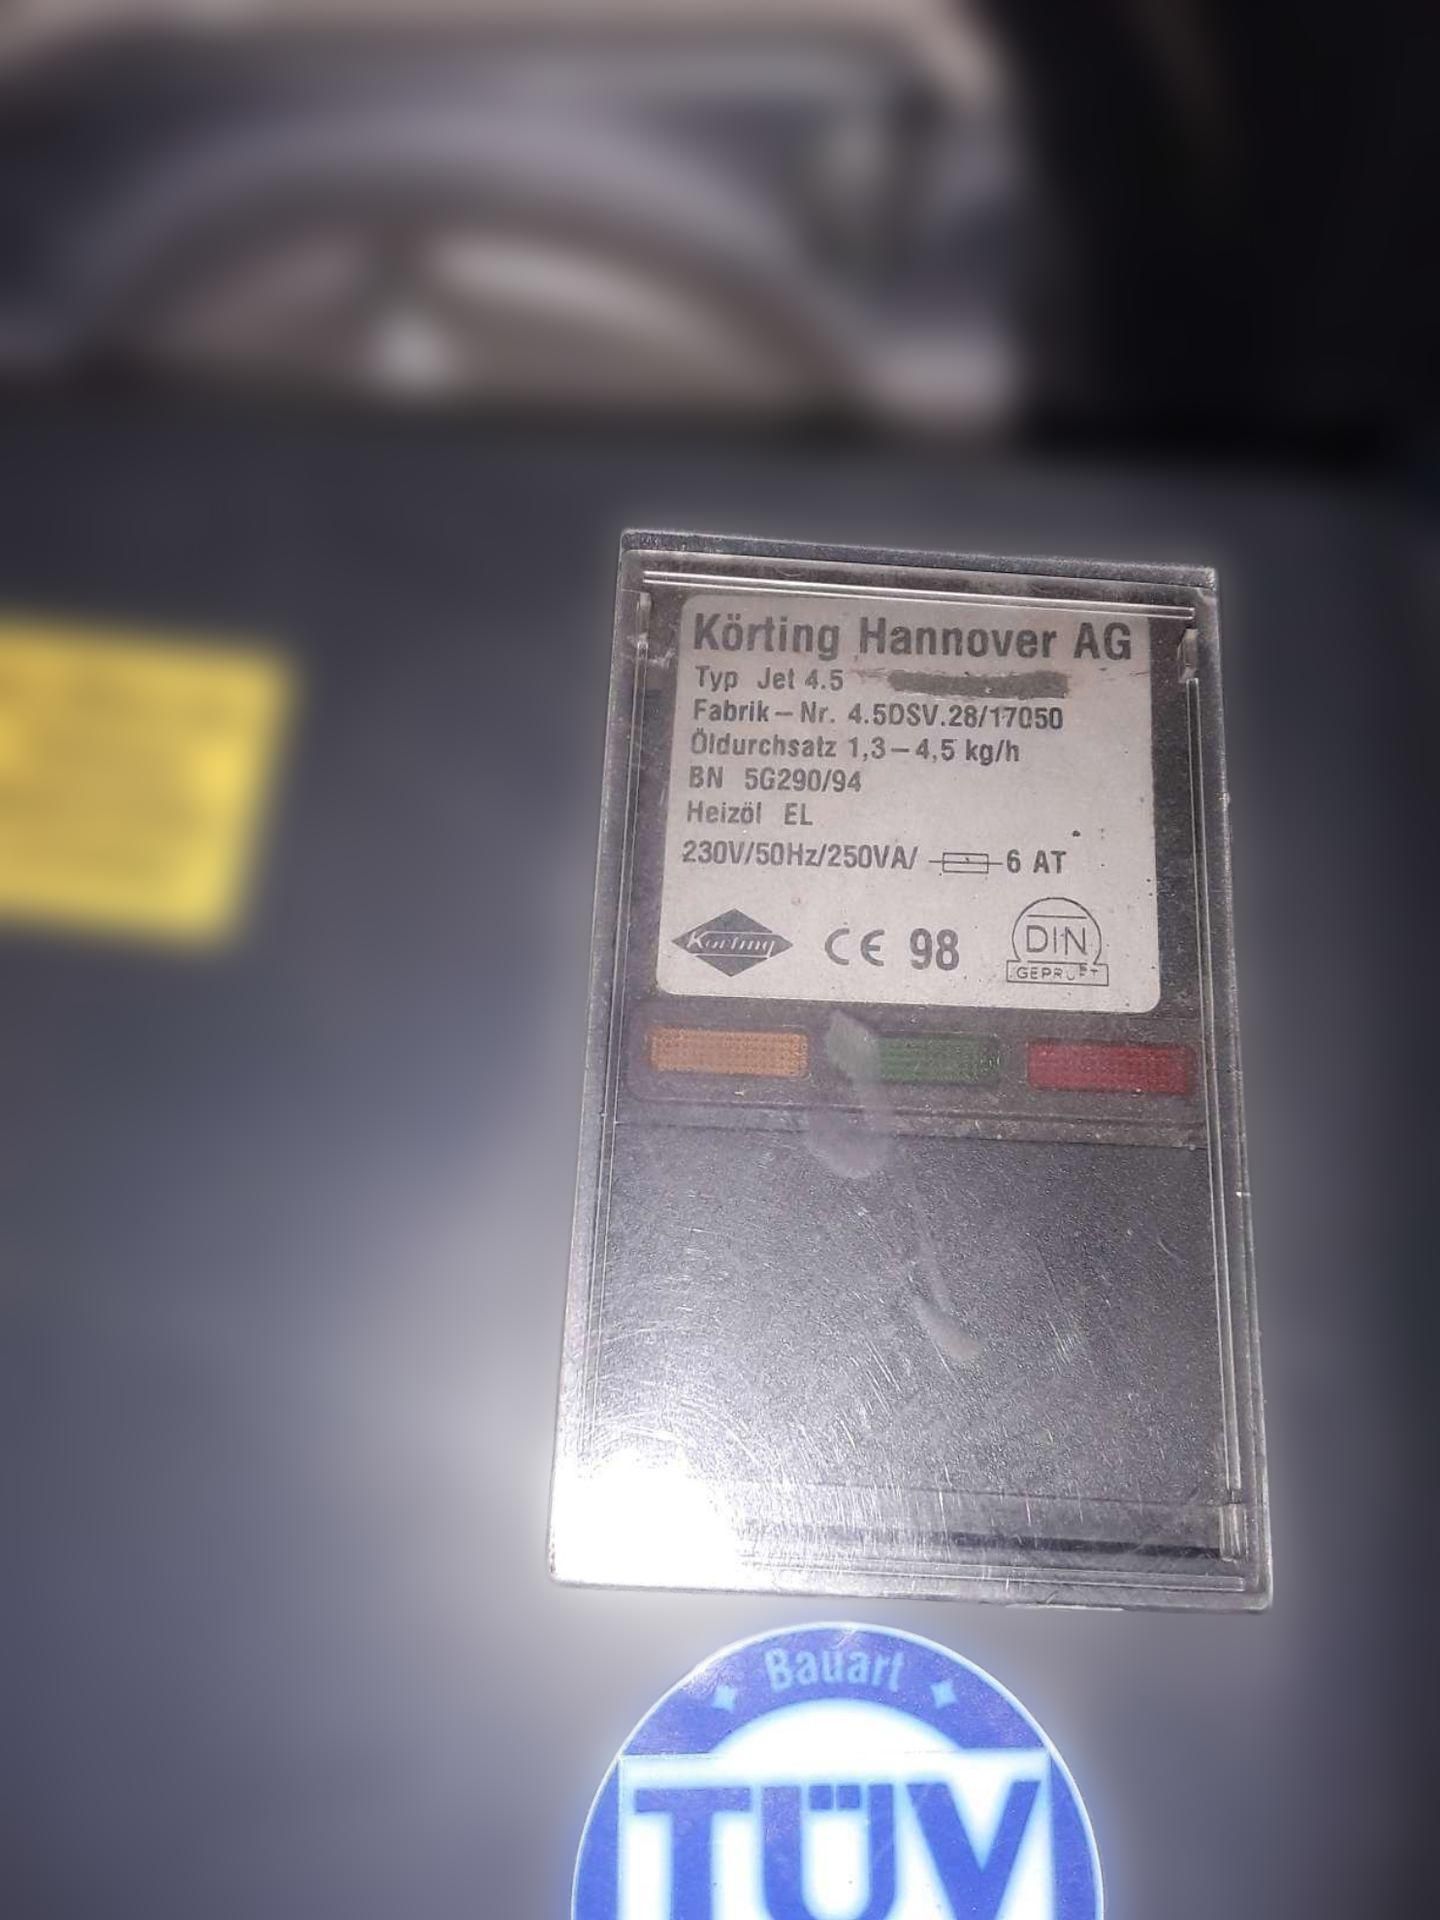 Körting Hannover AG
Typ Jet 4.5
Fabrik – Nr. 4.5DSV.28/17050
Öldurchsatz 1,3 – 4,5 kg/h
BN 5G290/94
Heizöl EL
230V/50Hz/250VA/ 6 AT
Körting CE 98 DIN
GEPRÜFT
Bauart
TÜV